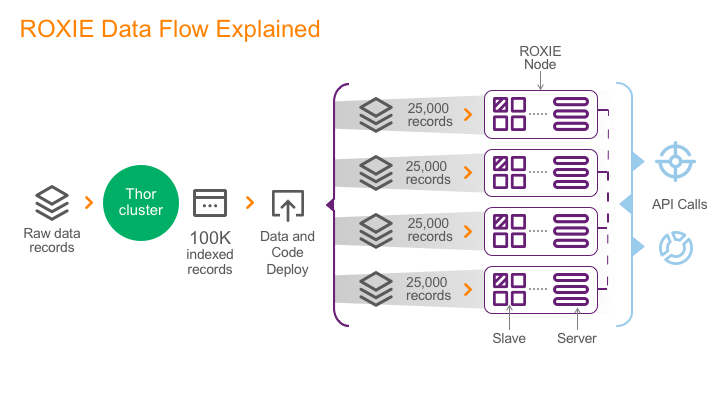 ROXIE Data Flow Explained
ROXIE
Node
25,000
records
25,000
records
25,000
records
25,000
records
Raw data
records
Thor
cluster
100K
indexed
records
Data and
Code
Deploy
API Calls
Slave
Server